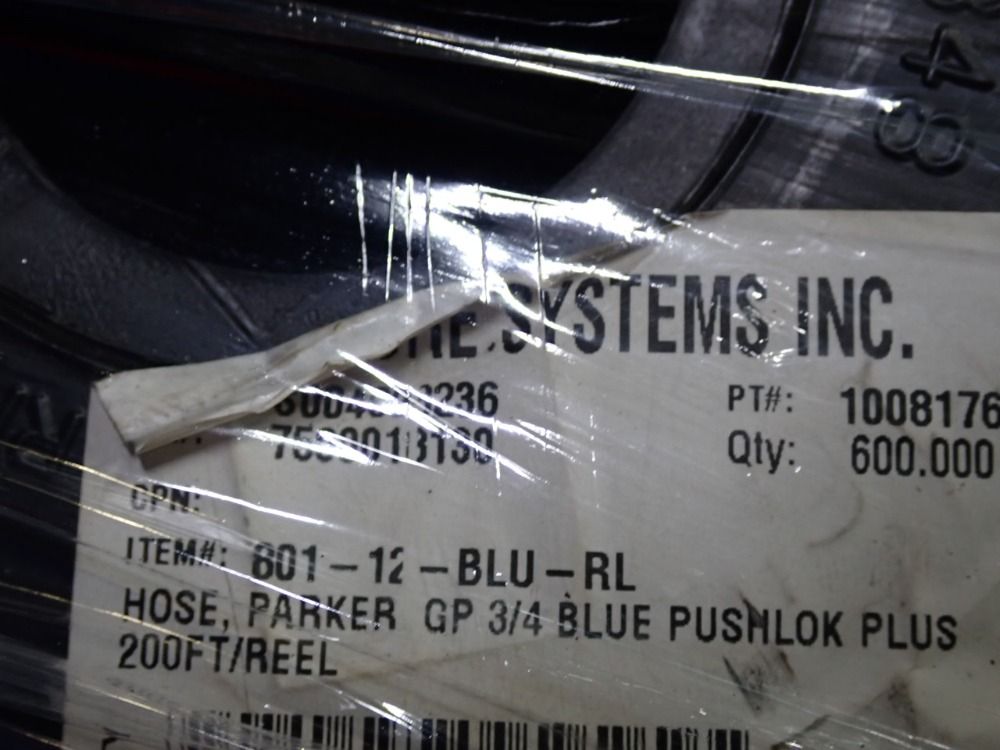 48
SYSTEMS INC.
PT#: 1008176
Qty: 600.000
CPN:
ITEM#: 801-12-BLU-RL
HOSE, PARKER GP 3/4 BLUE PUSHLOK PLUS
200FT/REEL